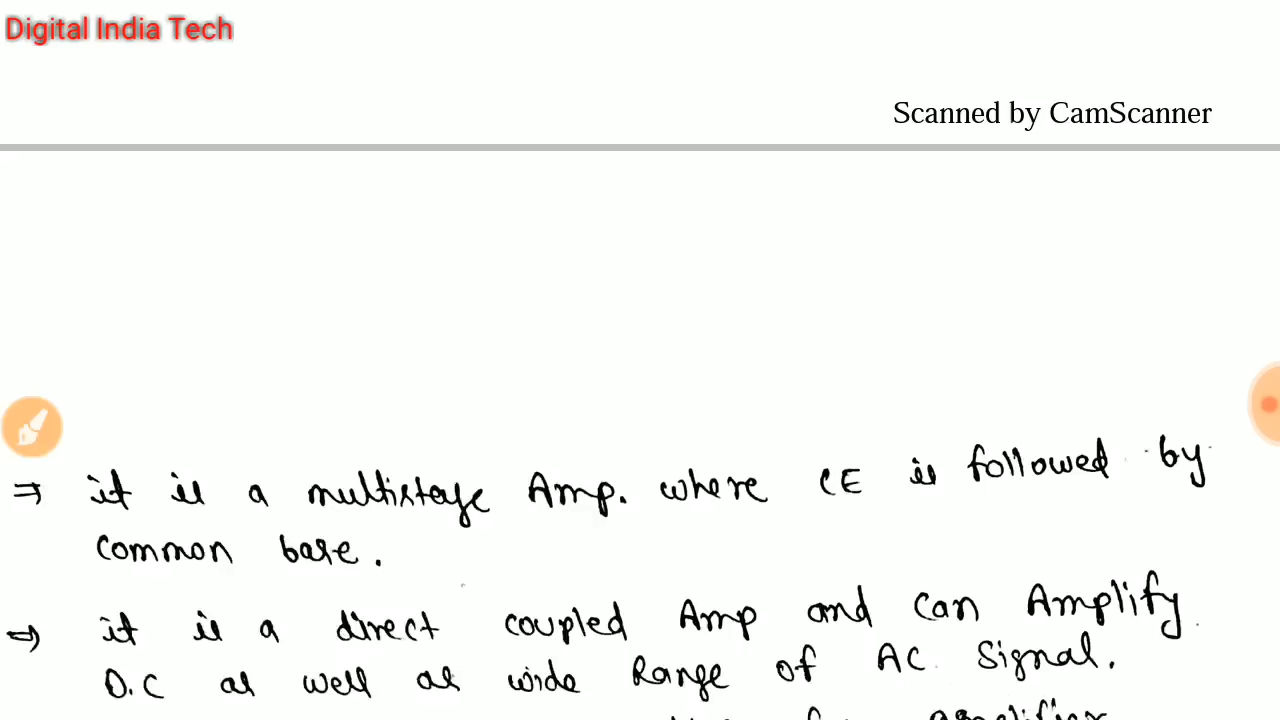 Digital India Tech
Scanned by CamScanner
⇒ it is a multistage Amp. where CE is followed by
common base.
⇒ it is a direct coupled Amp and can Amplify
D.C as well as wide Range of AC Signal.
amplifier